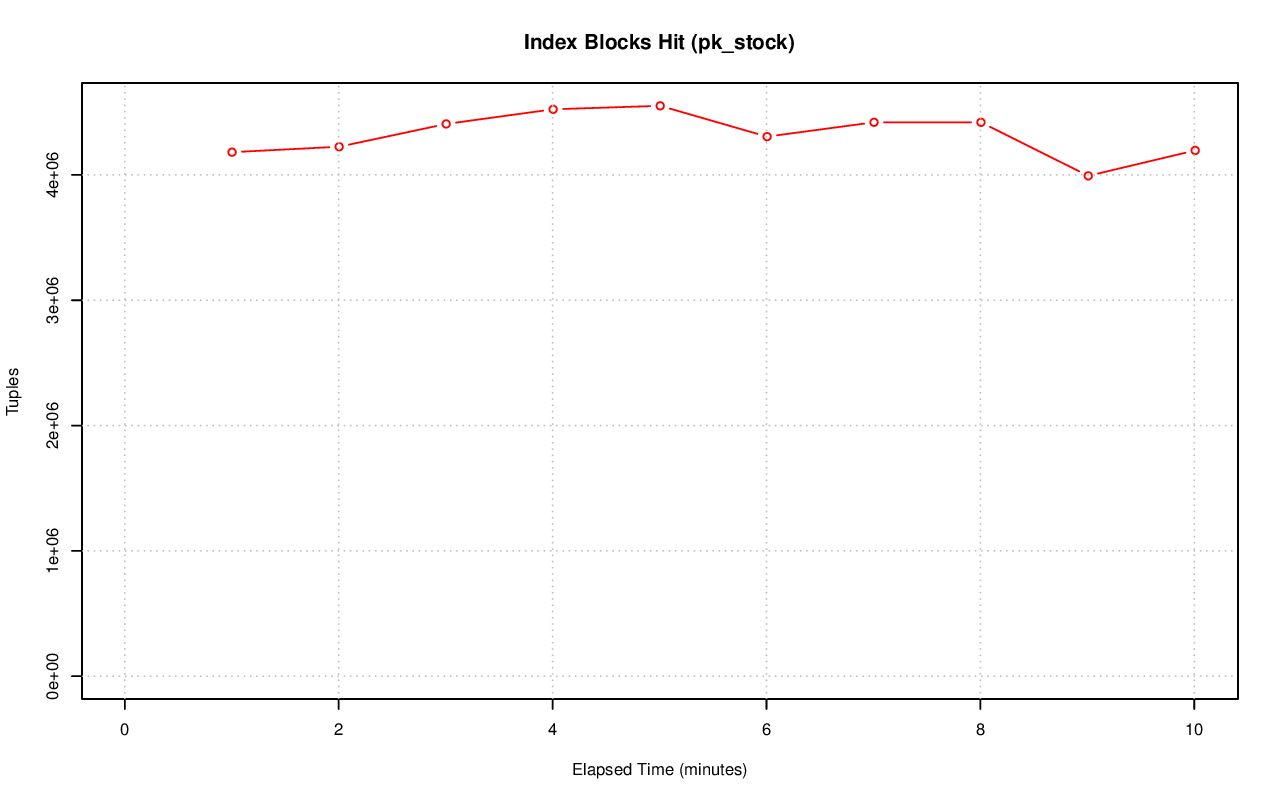 Index Blocks Hit (pk_stock)
Tuples
4e+06
3e+06
2e+06
1e+06
0e+00
0 2 4 6 8 10
Elapsed Time (minutes)